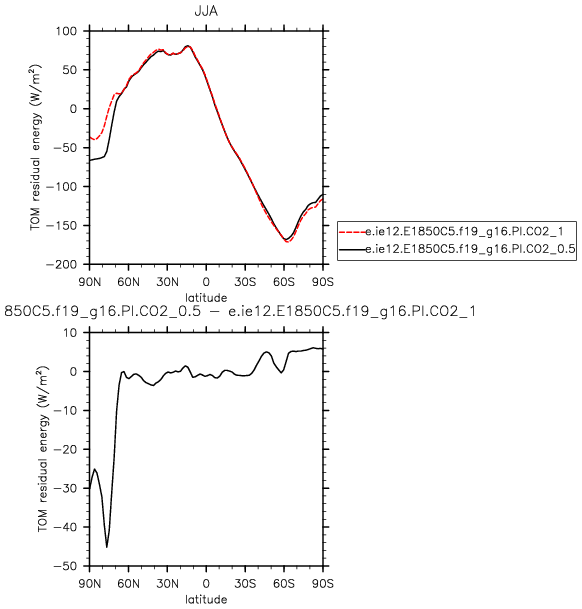 JJA
TOM residual energy (W/m²)
100
50
0
−50
−100
−150
−200
90N 60N 30N 0 30S 60S 90S
latitude
e.ie12.E1850C5.f19_g16.PI.CO2_1
e.ie12.E1850C5.f19_g16.PI.CO2_0.5
850C5.f19_g16.PI.CO2_0.5 − e.ie12.E1850C5.f19_g16.PI.CO2_1
TOM residual energy (W/m²)
10
0
−10
−20
−30
−40
−50
90N 60N 30N 0 30S 60S 90S
latitude